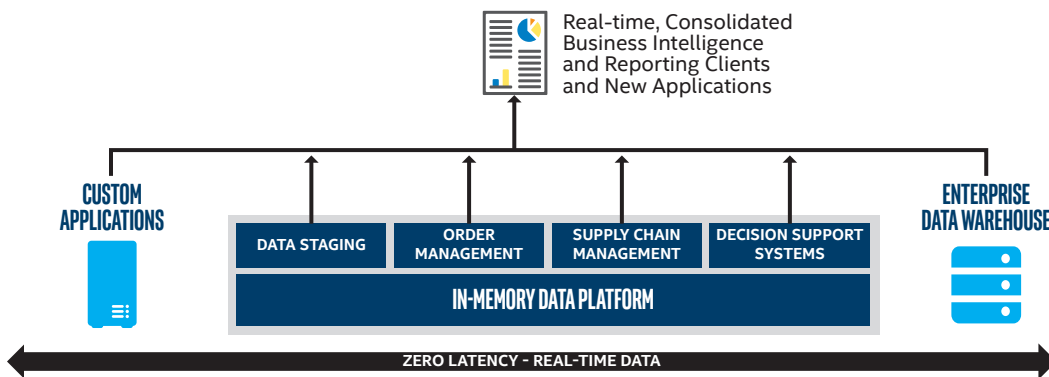 Real-time, Consolidated
Business Intelligence
and Reporting Clients
and New Applications
CUSTOM
APPLICATIONS
ENTERPRISE
DATA WAREHOUSE
DATA STAGING
ORDER
MANAGEMENT
SUPPLY CHAIN
MANAGEMENT
DECISION SUPPORT
SYSTEMS
IN-MEMORY DATA PLATFORM
ZERO LATENCY - REAL-TIME DATA